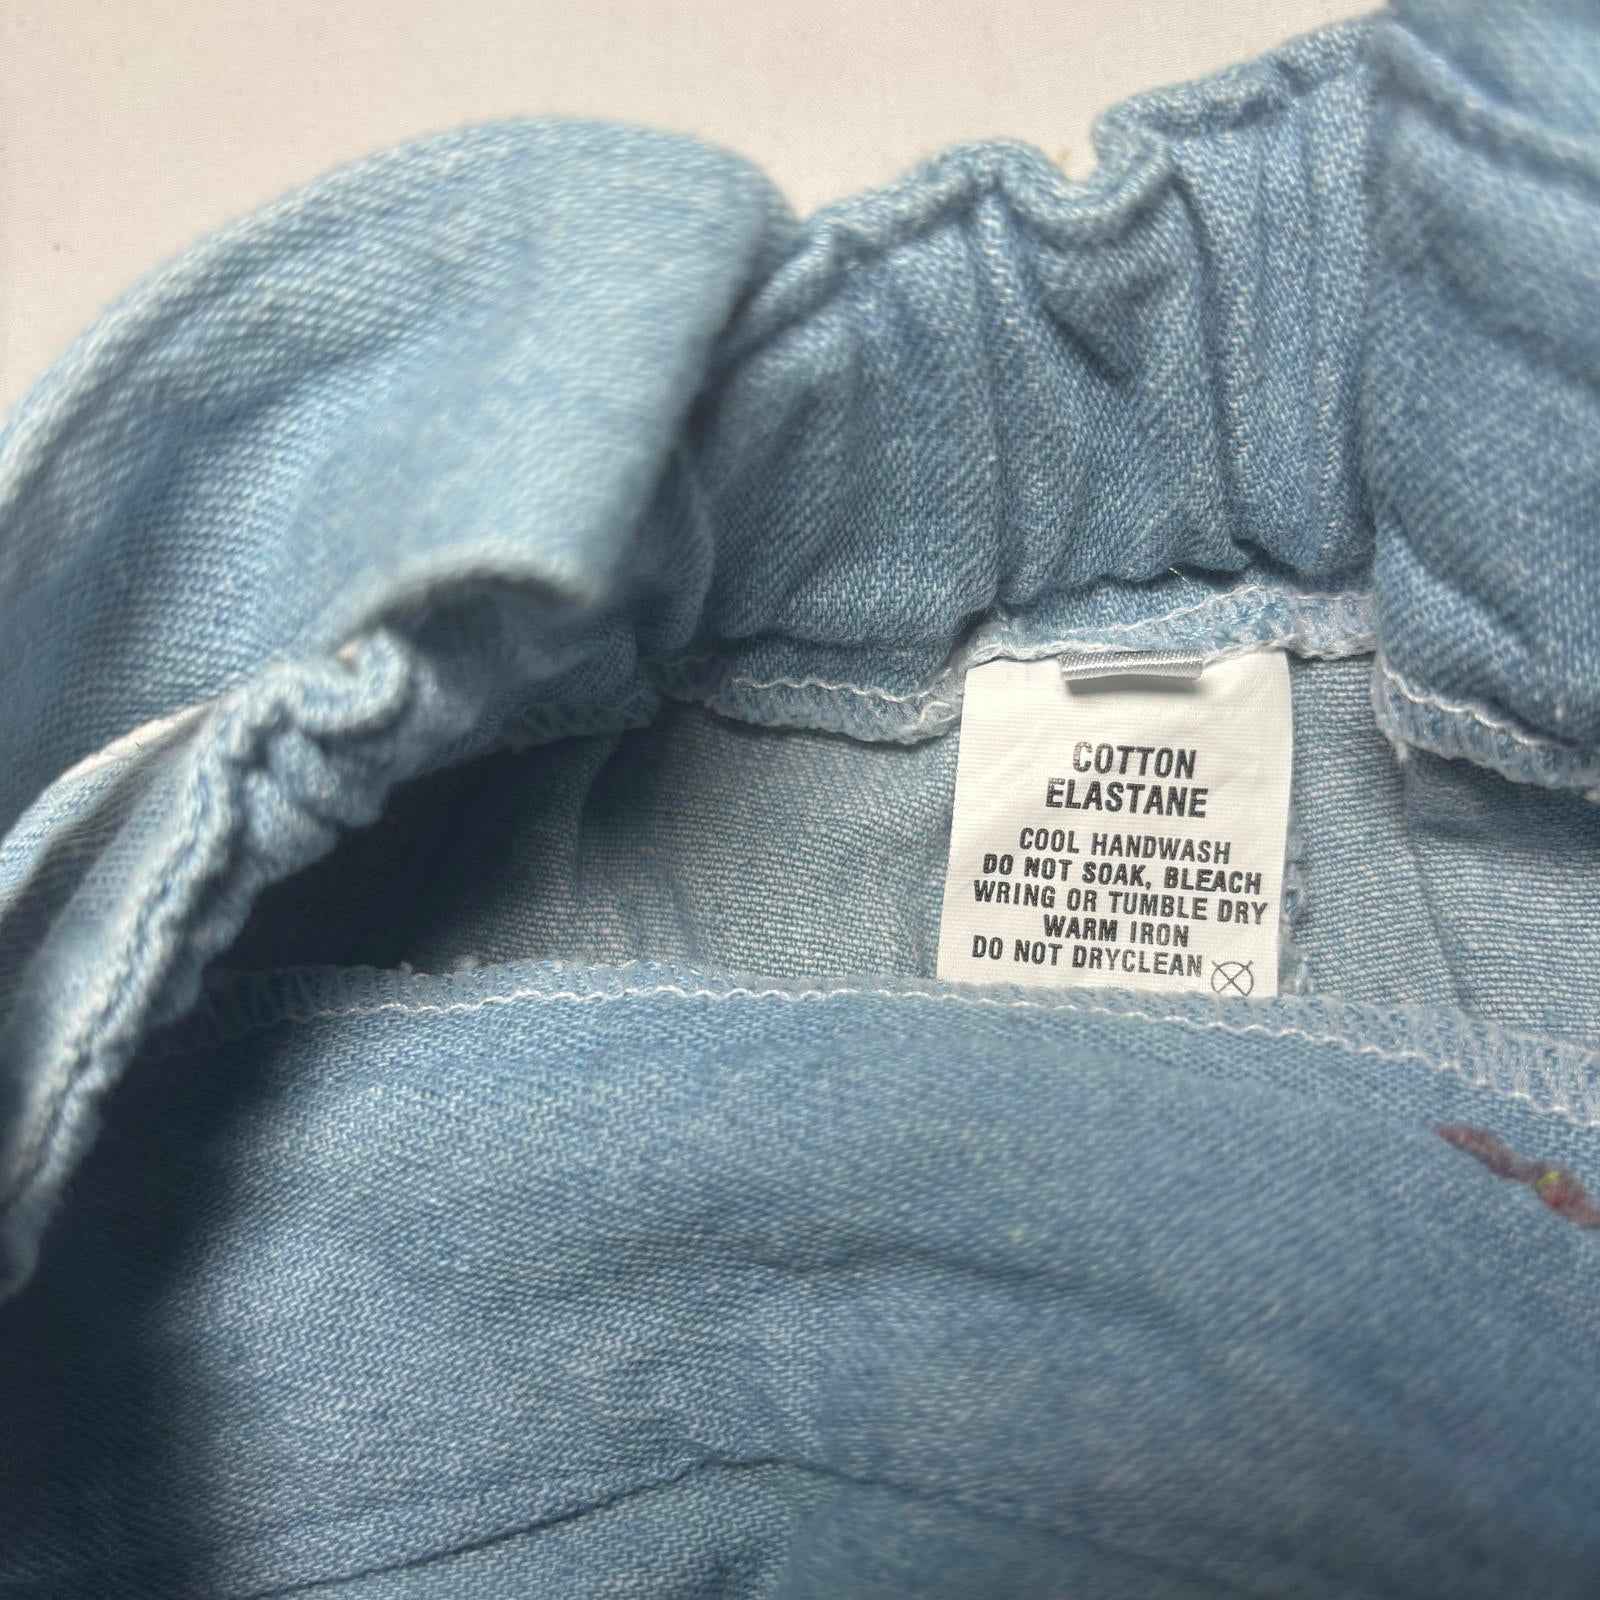 COTTON
ELASTANE
COOL HANDWASH
DO NOT SOAK, BLEACH
WRING OR TUMBLE DRY
WARM IRON
DO NOT DRYCLEAN